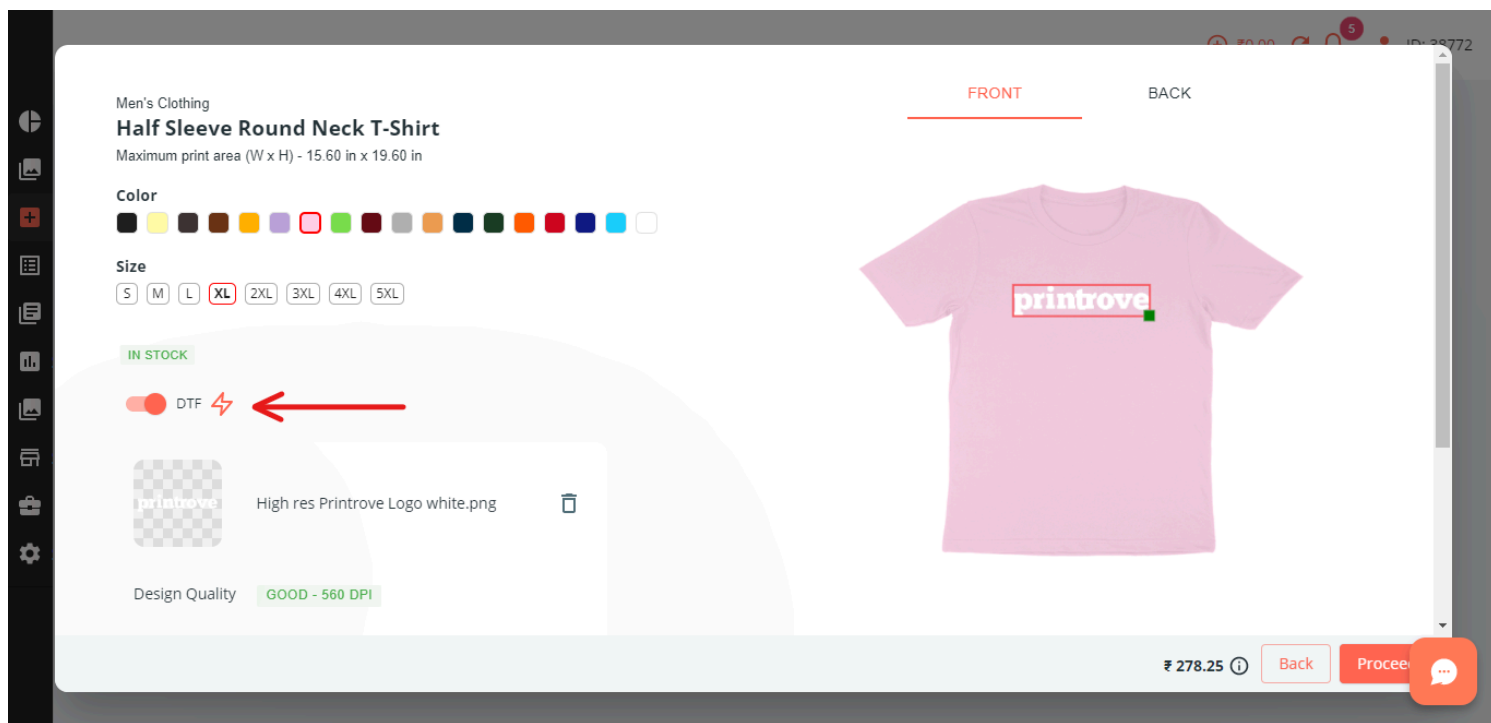 5
₹0.00
ID: 38772
Men's Clothing
Half Sleeve Round Neck T-Shirt
Maximum print area (W x H) - 15.60 in x 19.60 in
Color
Size
S M L XL 2XL 3XL 4XL 5XL
IN STOCK
DTF
printrove
High res Printrove Logo white.png
Design Quality
GOOD - 560 DPI
FRONT
BACK
printrove
₹ 278.25
Back
Procee